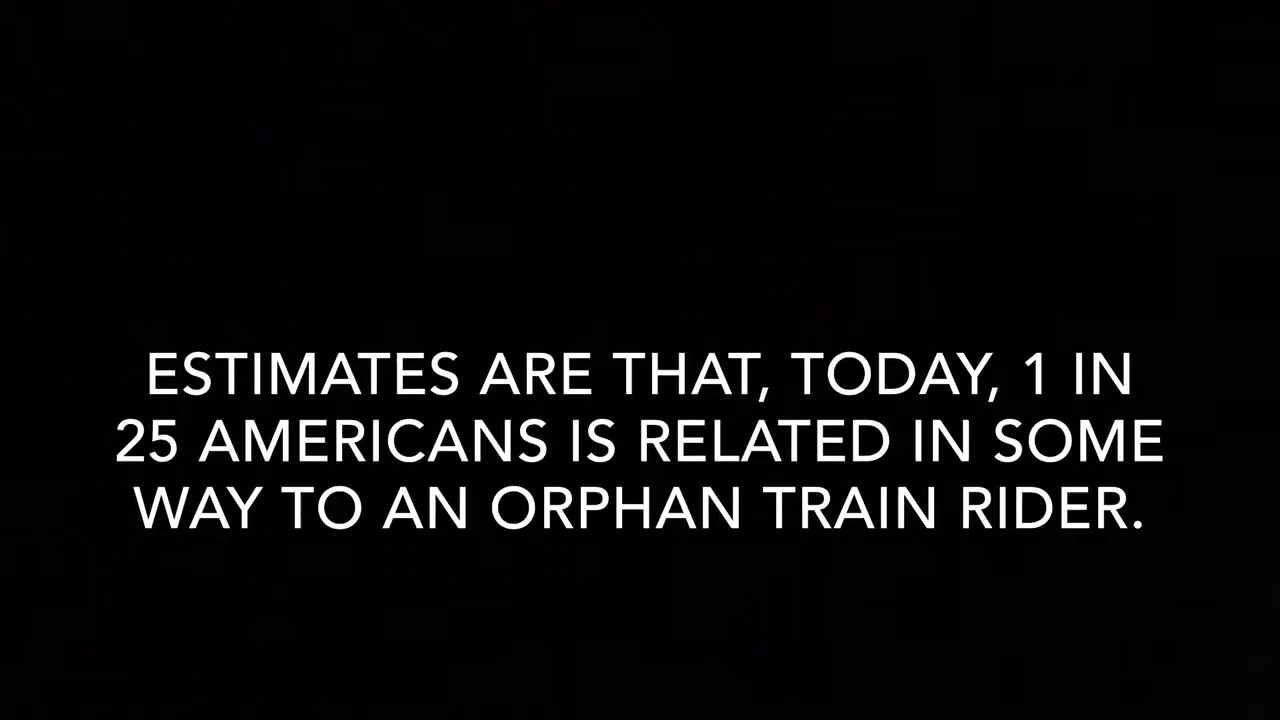 ESTIMATES ARE THAT, TODAY, 1 IN
25 AMERICANS IS RELATED IN SOME
WAY TO AN ORPHAN TRAIN RIDER.